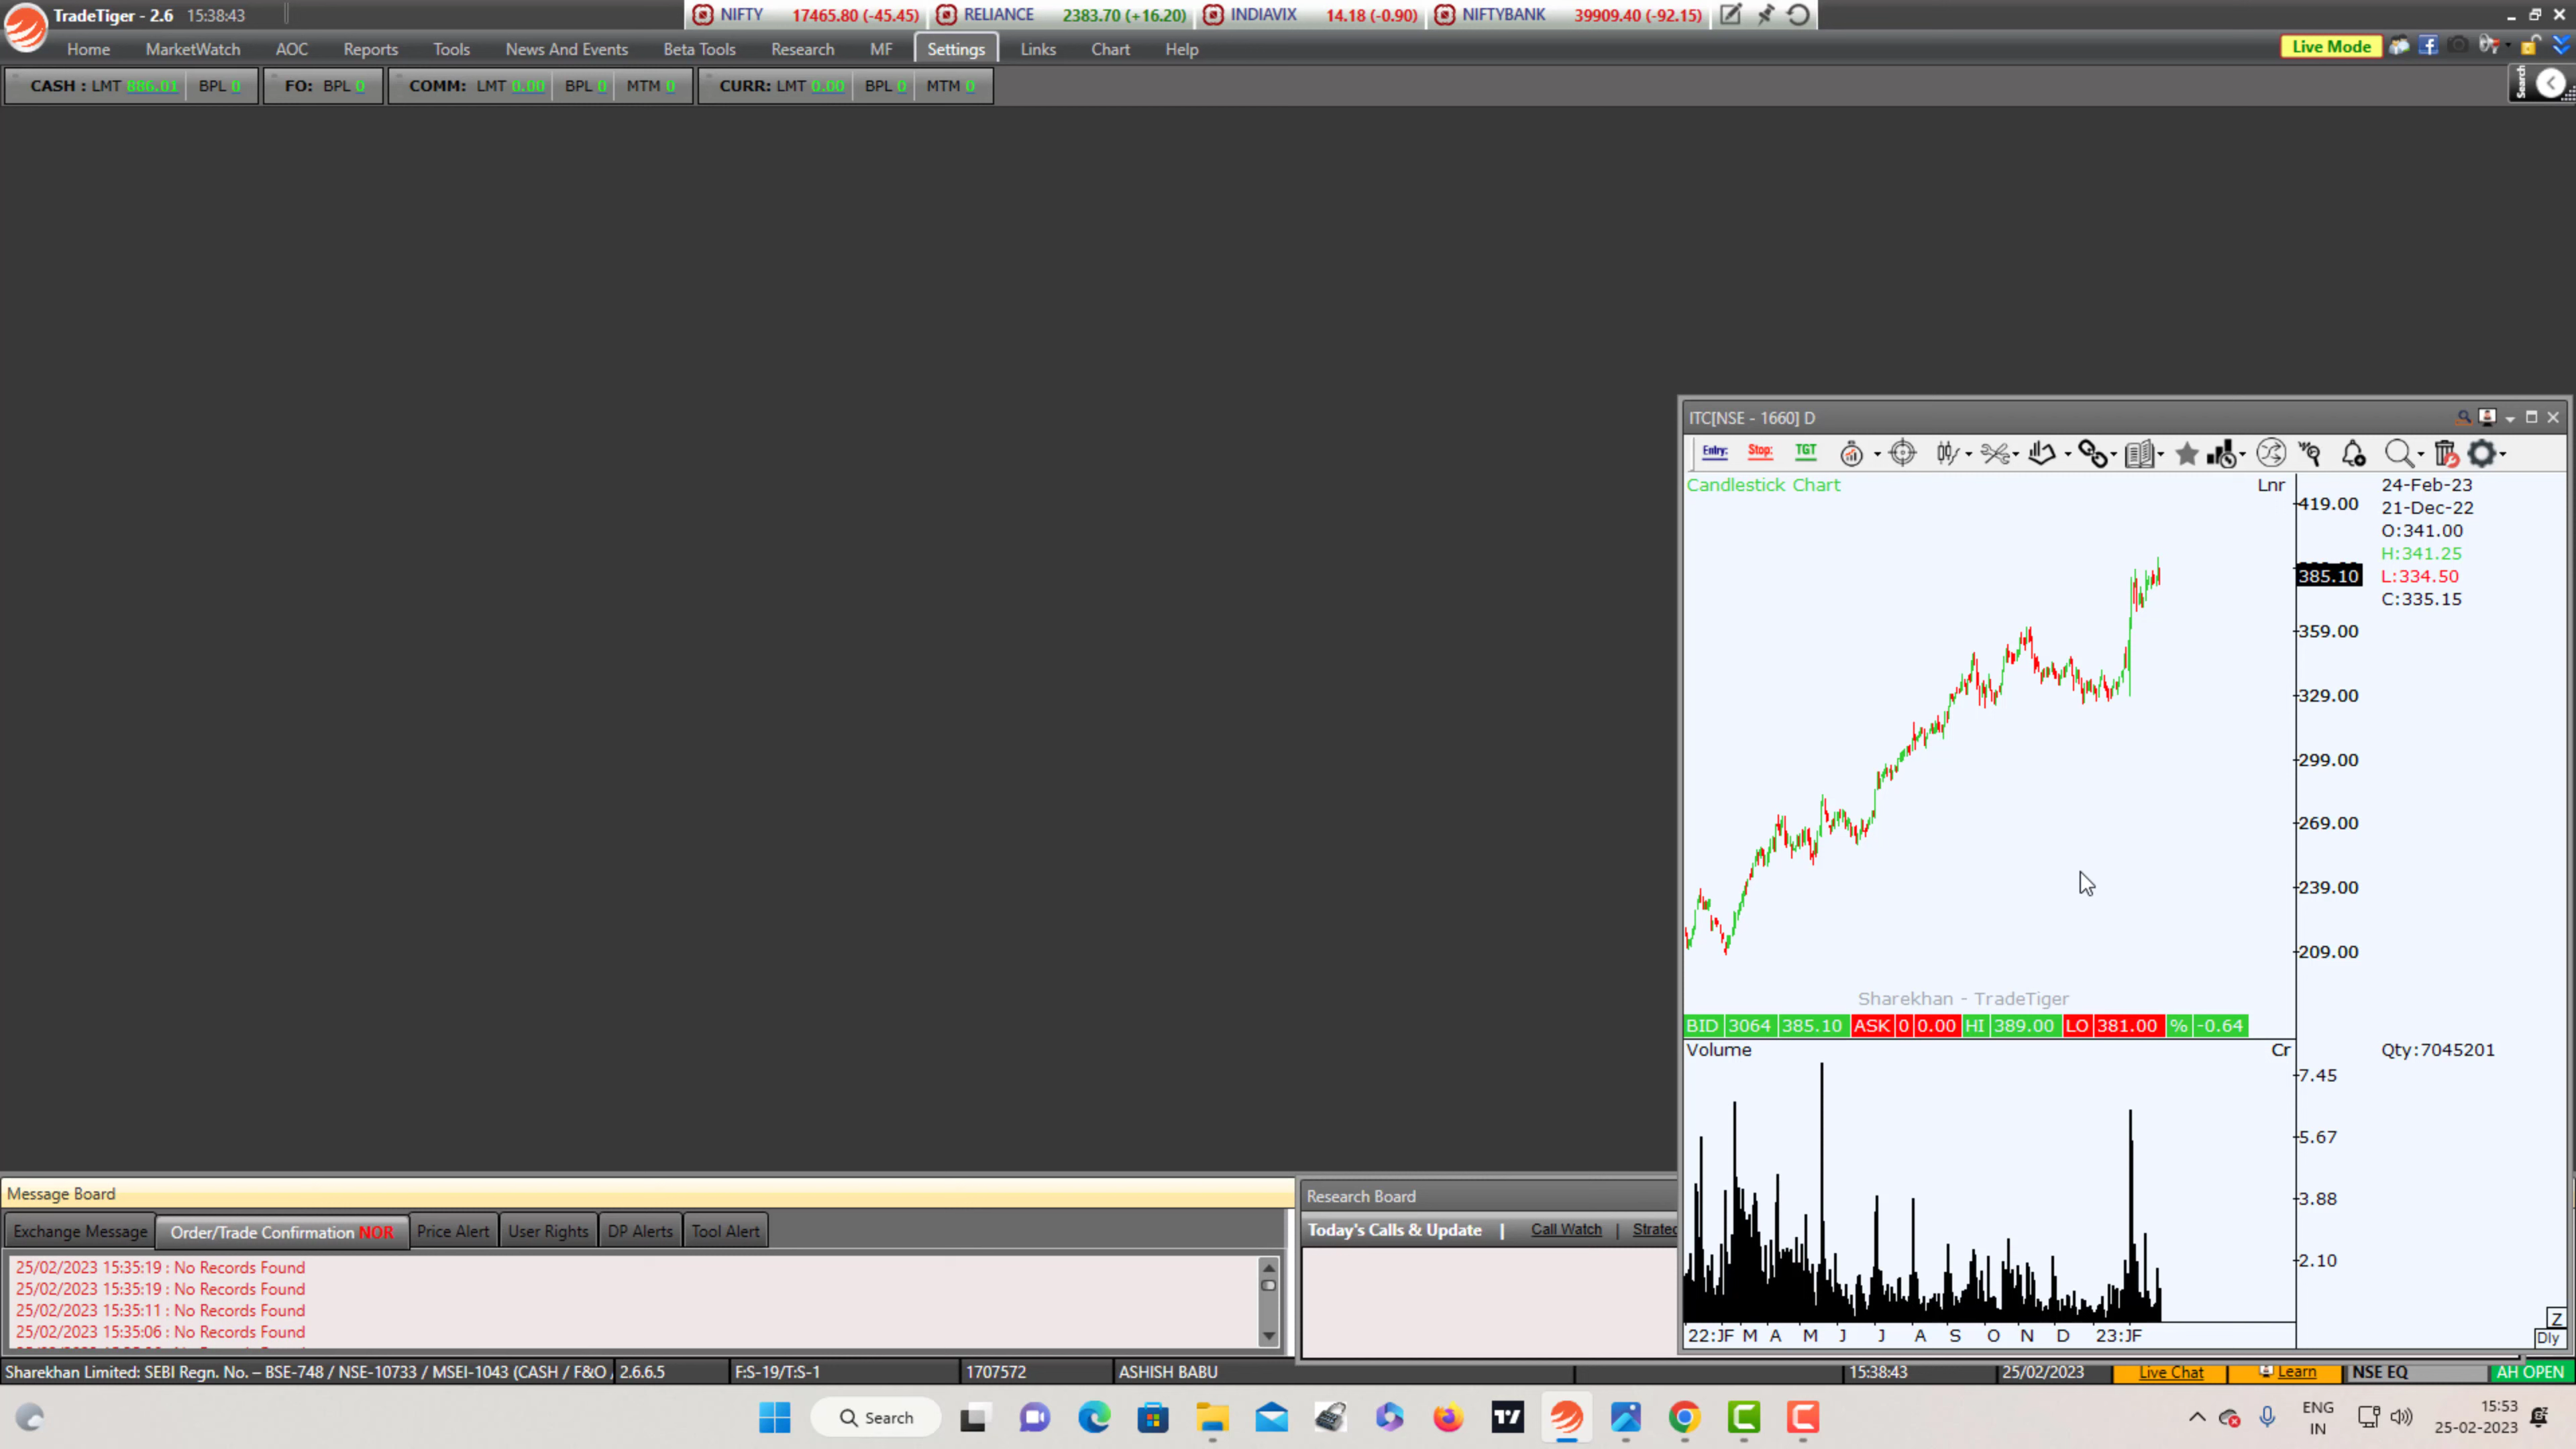 TradeTiger - 2.6 15:38:43
NIFTY 17465.80 (-45.45) RELIANCE 2383.70 (+16.20) INDIAVIX 14.18 (-0.90) NIFTYBANK 39909.40 (-92.15)
Home MarketWatch AOC Reports Tools News And Events Beta Tools Research MF Settings Links Chart Help
Live Mode
CASH : LMT 886.01 BPL 0 FO: BPL 0 COMM: LMT 0.00 BPL 0 MTM 0 CURR: LMT 0.00 BPL 0 MTM 0
Search
ITC[NSE - 1660] D
Entry: Stop: TGT
Candlestick Chart Lnr
24-Feb-23
21-Dec-22
O:341.00
H:341.25
L:334.50
C:335.15
419.00
385.10
359.00
329.00
299.00
269.00
239.00
209.00
Sharekhan - TradeTiger
BID 3064 385.10 ASK 0 0.00 HI 389.00 LO 381.00 % -0.64
Volume Cr
Qty:7045201
7.45
5.67
3.88
2.10
22:JF M A M J J A S O N D 23:JF
Z
Dly
Message Board
Exchange Message Order/Trade Confirmation NOR Price Alert User Rights DP Alerts Tool Alert
25/02/2023 15:35:19 : No Records Found
25/02/2023 15:35:19 : No Records Found
25/02/2023 15:35:11 : No Records Found
25/02/2023 15:35:06 : No Records Found
Research Board
Today's Calls & Update | Call Watch | Strateg
Sharekhan Limited: SEBI Regn. No. – BSE-748 / NSE-10733 / MSEI-1043 (CASH / F&O 2.6.6.5 F:S-19/T:S-1 1707572 ASHISH BABU 15:38:43 25/02/2023 Live Chat Learn NSE EQ AH OPEN
Search
ENG
IN
15:53
25-02-2023